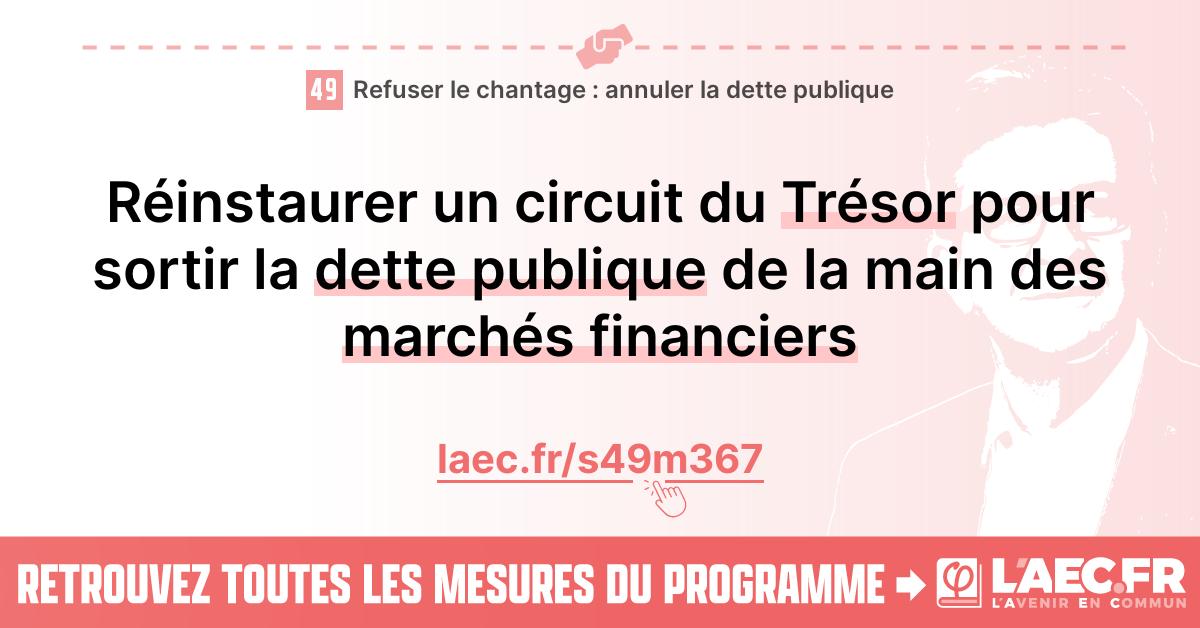 49 Refuser le chantage : annuler la dette publique
Réinstaurer un circuit du Trésor pour
sortir la dette publique de la main des
marchés financiers
laec.fr/s49m367
RETROUVEZ TOUTES LES MESURES DU PROGRAMME
L'AEC.FR
L'AVENIR EN COMMUN